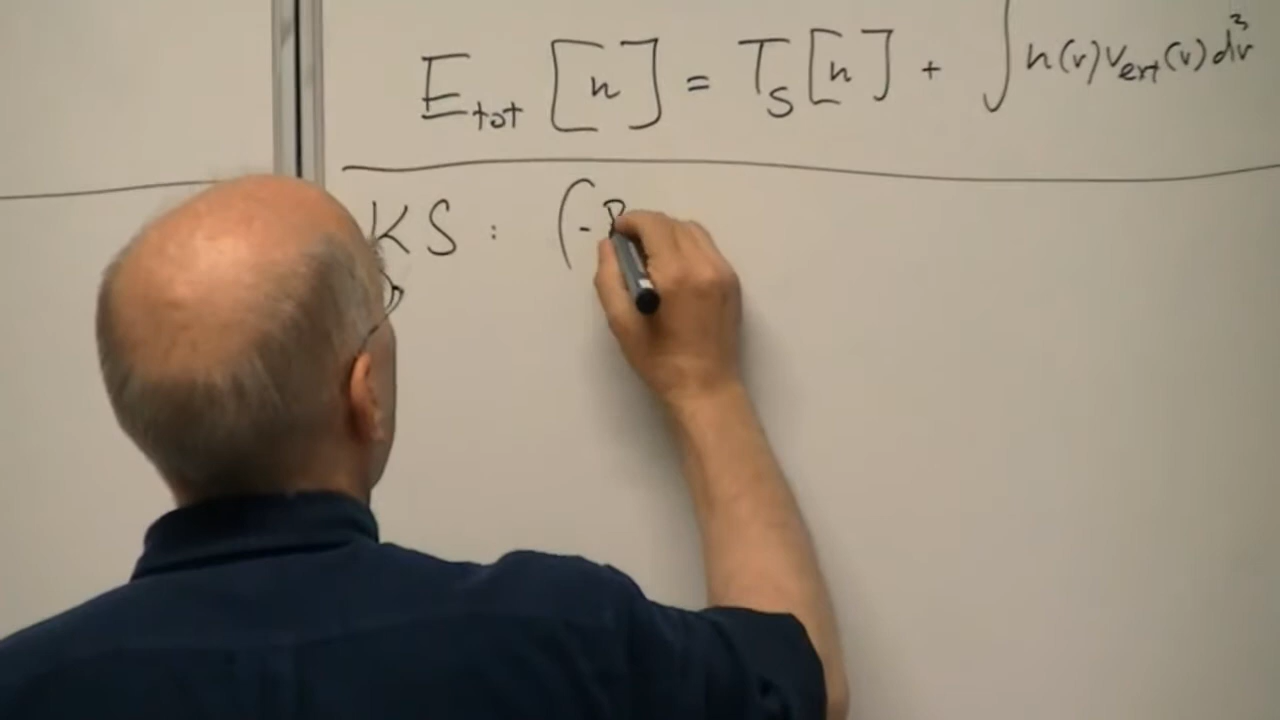 E_tot [n] = T_S [n] + ∫ n(r) v_ext(r) d³r
KS : (-